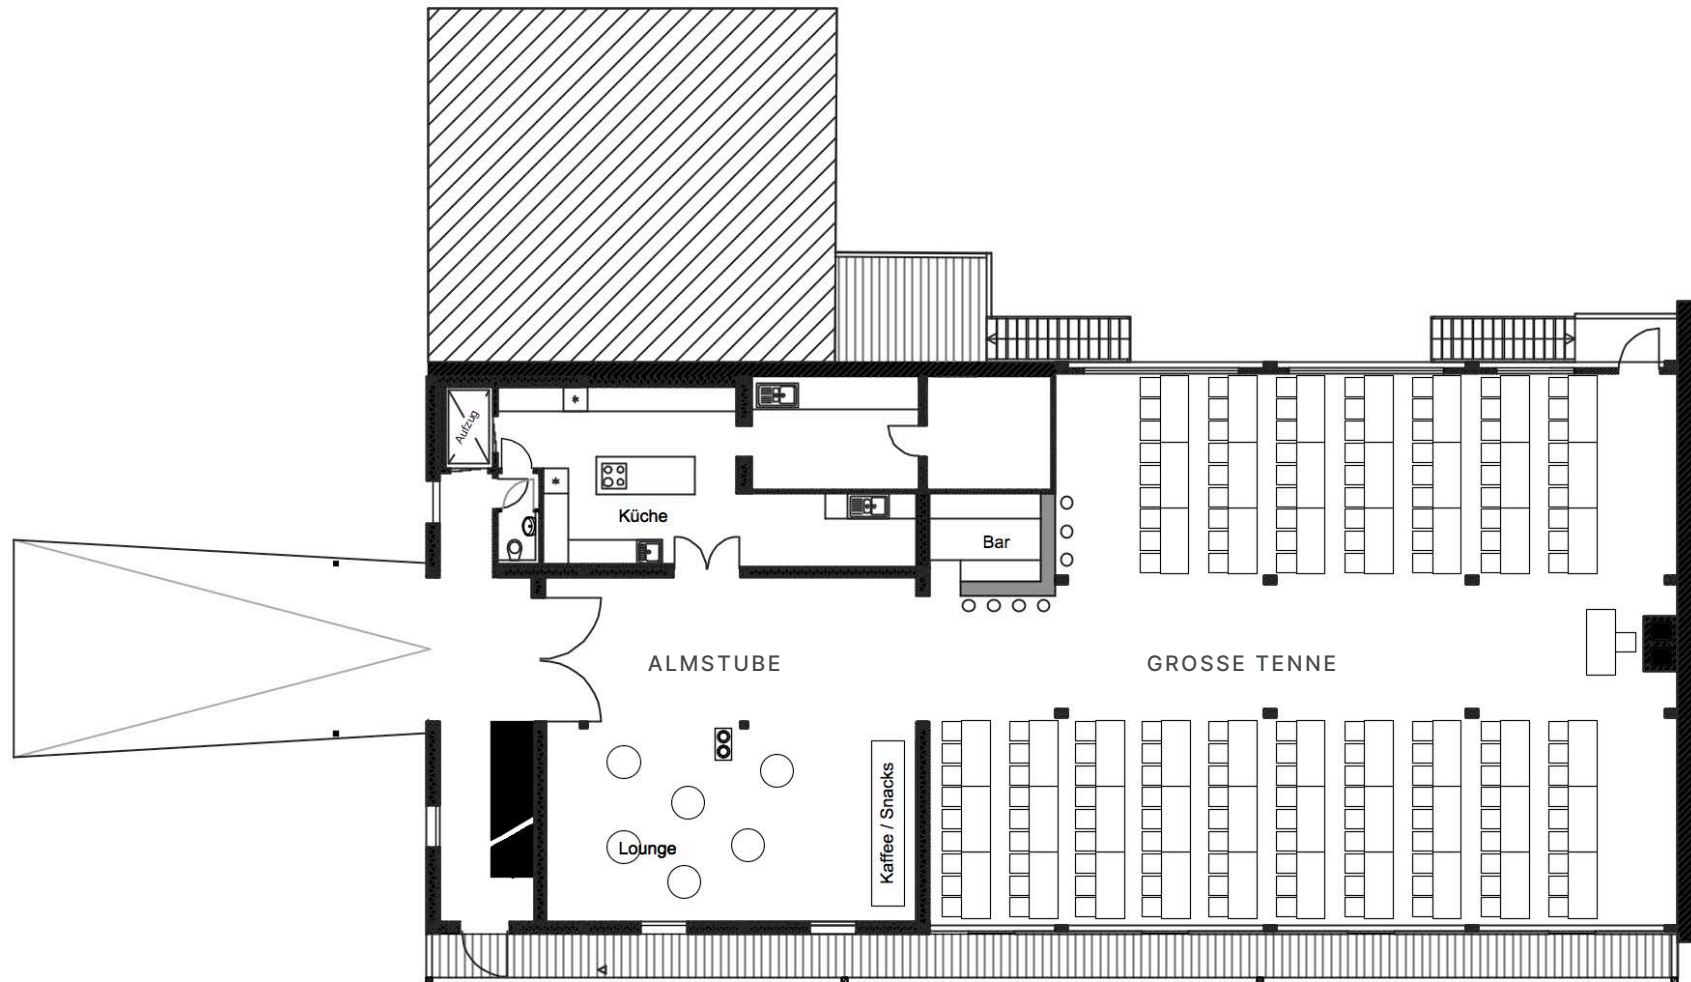 Aufzug
*
*
Küche
Bar
ALMSTUBE
GROSSE TENNE
Kaffee / Snacks
Lounge